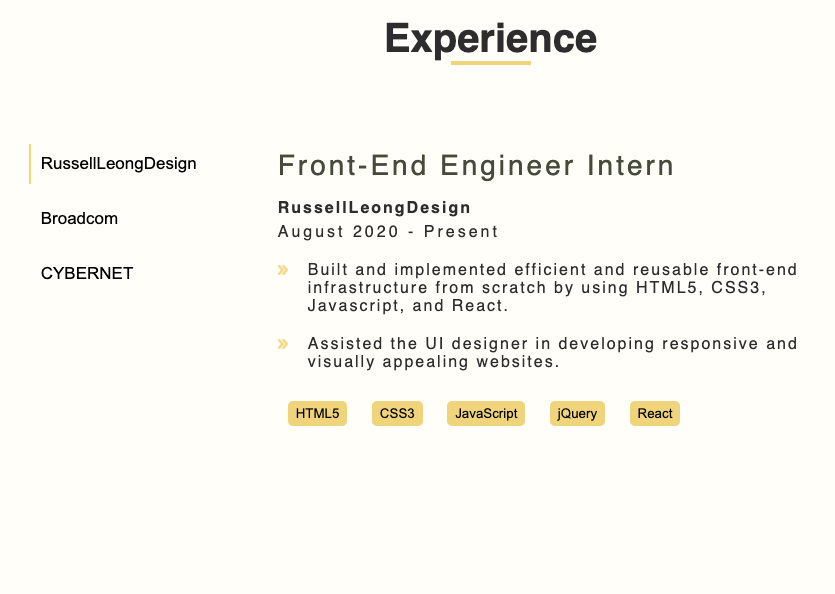 Experience
RussellLeongDesign
Broadcom
CYBERNET
Front-End Engineer Intern
RussellLeongDesign
August 2020 - Present
Built and implemented efficient and reusable front-end
infrastructure from scratch by using HTML5, CSS3,
Javascript, and React.
Assisted the UI designer in developing responsive and
visually appealing websites.
HTML5 CSS3 JavaScript jQuery React